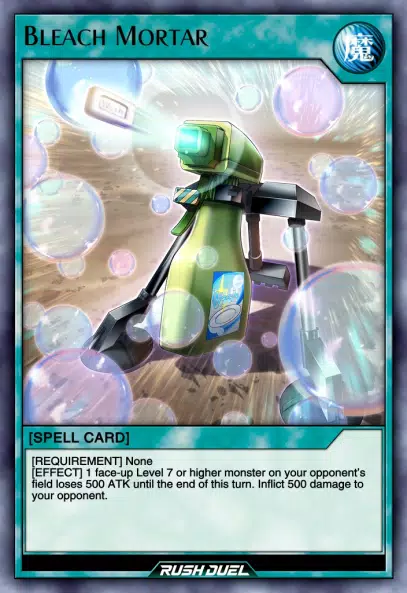 Bleach Mortar
魔
[SPELL CARD]
[REQUIREMENT] None
[EFFECT] 1 face-up Level 7 or higher monster on your opponent's
field loses 500 ATK until the end of this turn. Inflict 500 damage to
your opponent.
RUSH DUEL